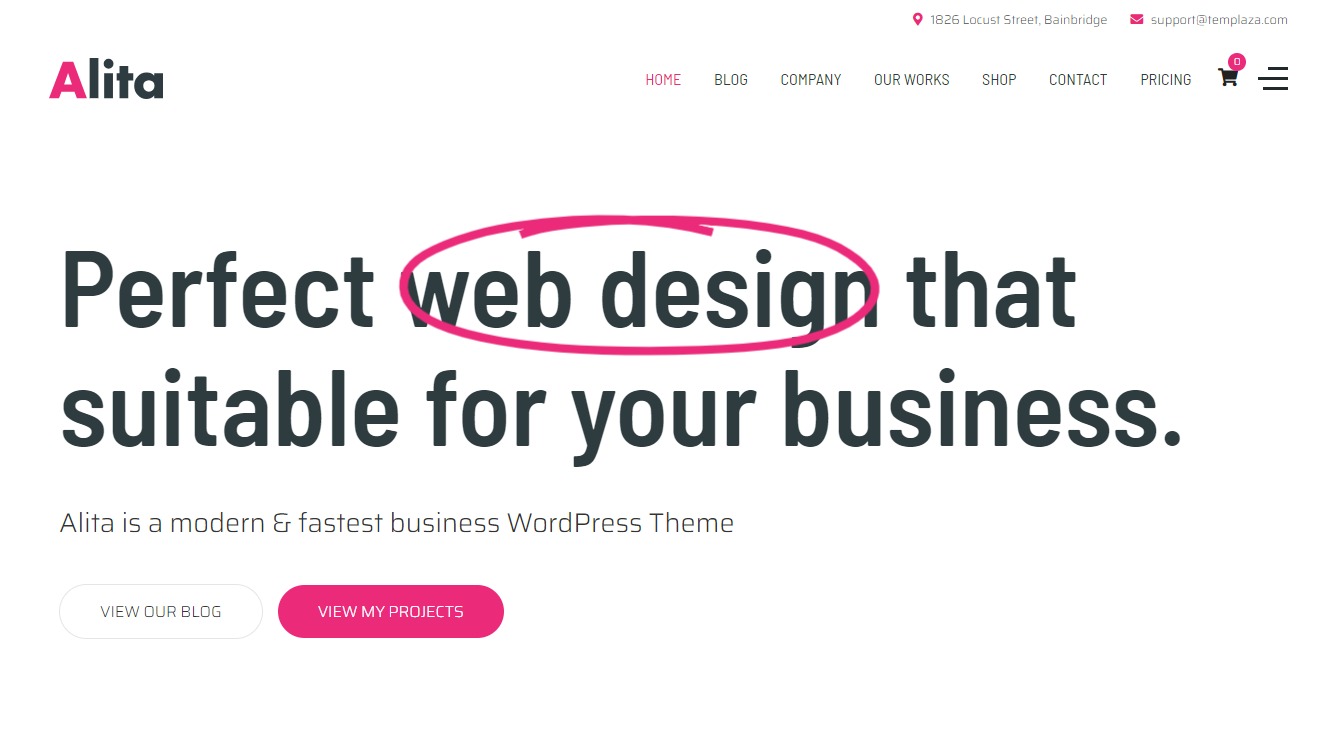 1826 Locust Street, Bainbridge support@templaza.com
Alita
HOME BLOG COMPANY OUR WORKS SHOP CONTACT PRICING 0
Perfect web design that
suitable for your business.
Alita is a modern & fastest business WordPress Theme
VIEW OUR BLOG VIEW MY PROJECTS